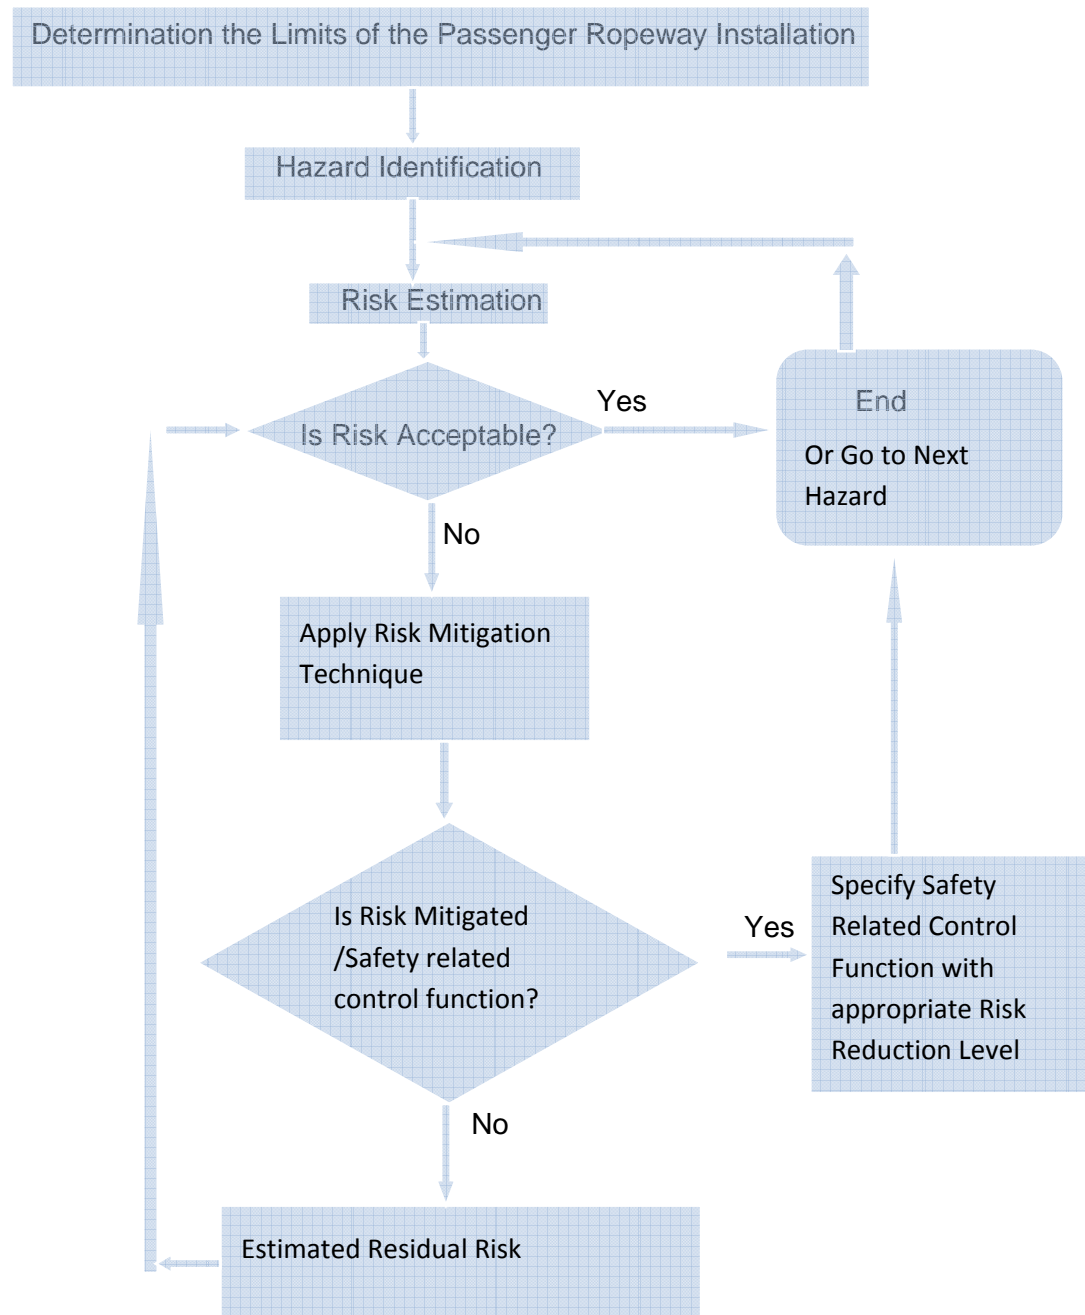 Determination the Limits of the Passenger Ropeway Installation
Hazard Identification
Risk Estimation
Is Risk Acceptable?
Yes
End
Or Go to Next
Hazard
No
Apply Risk Mitigation
Technique
Is Risk Mitigated
/Safety related
control function?
Yes
Specify Safety
Related Control
Function with
appropriate Risk
Reduction Level
No
Estimated Residual Risk